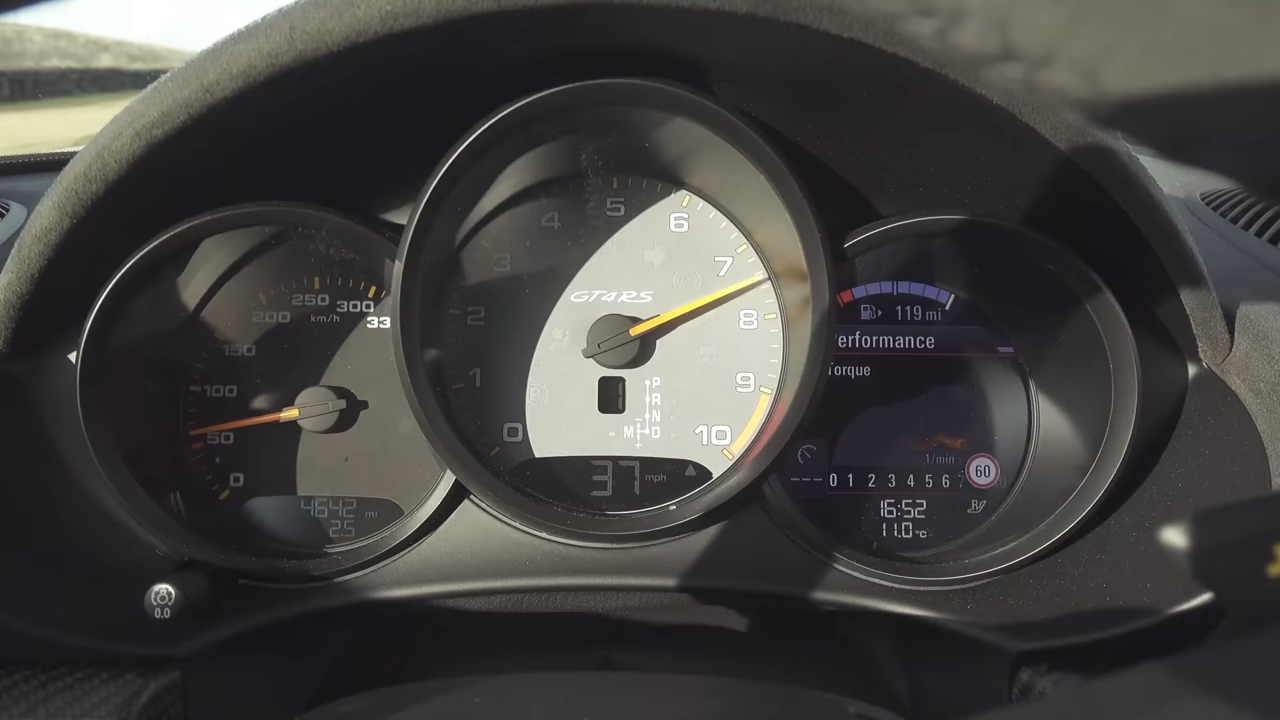 0
50
100
150
200
250
300
33
km/h
4642 mi
2.5
0.0
0
1
2
3
4
5
6
7
8
9
10
GT4RS
P
R
N
M D
+
37 mph
119 mi
erformance
Torque
1/min
0 1 2 3 4 5 6 7
60
16:52
11.0°C